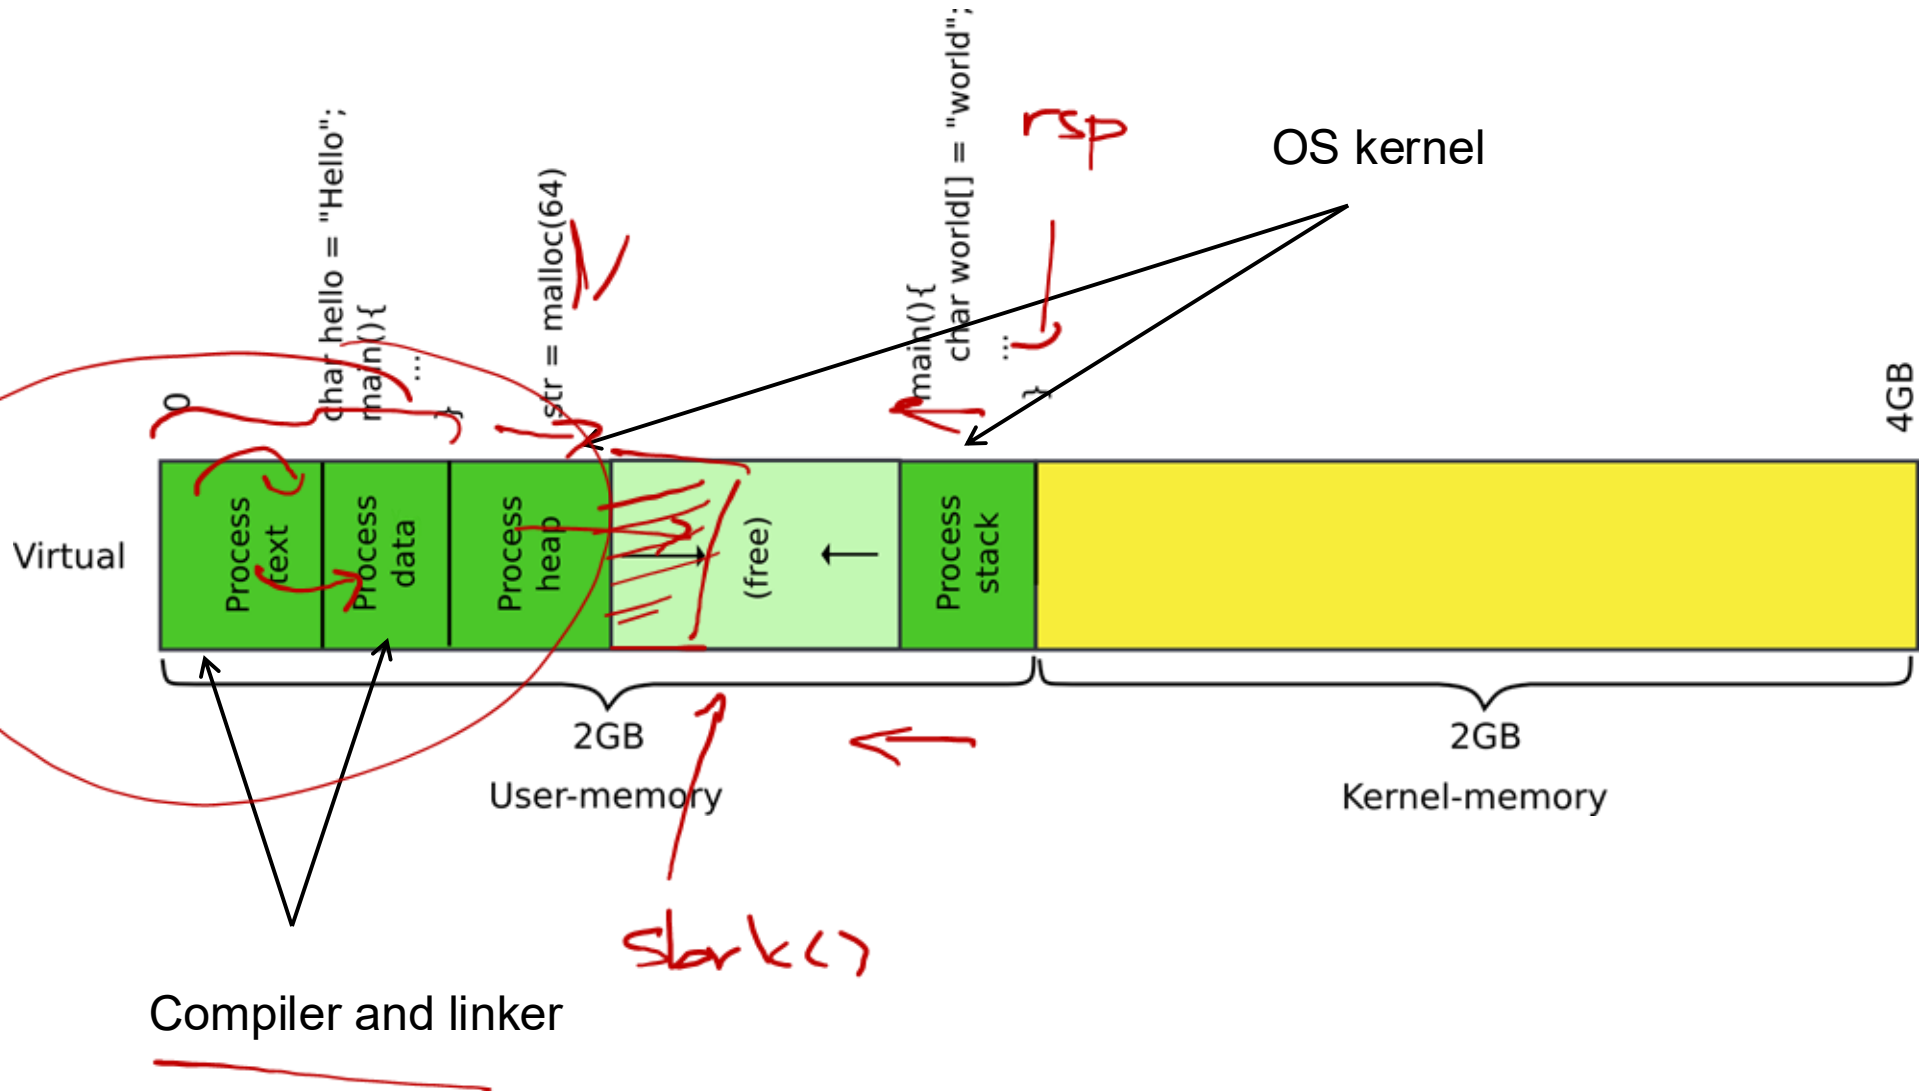 char hello = "Hello";
main(){
...
}
str = malloc(64)
main(){
char world[] = "world";
...
}
rsp
OS kernel
0
4GB
Virtual
Process
text
Process
data
Process
heap
(free)
Process
stack
2GB
User-memory
2GB
Kernel-memory
sbrk()
Compiler and linker